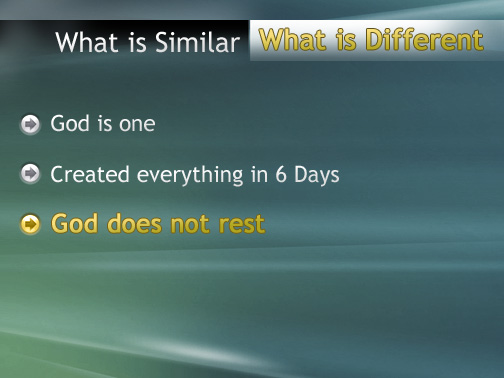 What is Similar What is Different
God is one
Created everything in 6 Days
God does not rest